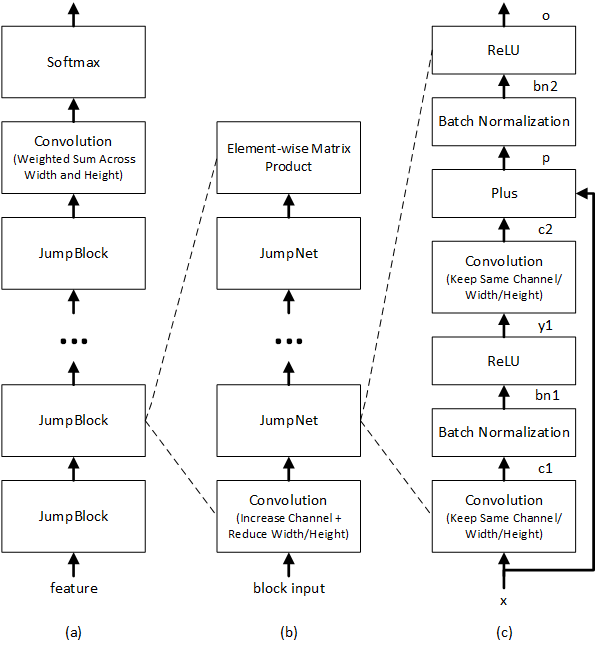 Softmax
Convolution
(Weighted Sum Across
Width and Height)
JumpBlock
...
JumpBlock
JumpBlock
feature
(a)
Element-wise Matrix
Product
JumpNet
...
JumpNet
Convolution
(Increase Channel +
Reduce Width/Height)
block input
(b)
o
ReLU
bn2
Batch Normalization
p
Plus
c2
Convolution
(Keep Same Channel/
Width/Height)
y1
ReLU
bn1
Batch Normalization
c1
Convolution
(Keep Same Channel/
Width/Height)
x
(c)